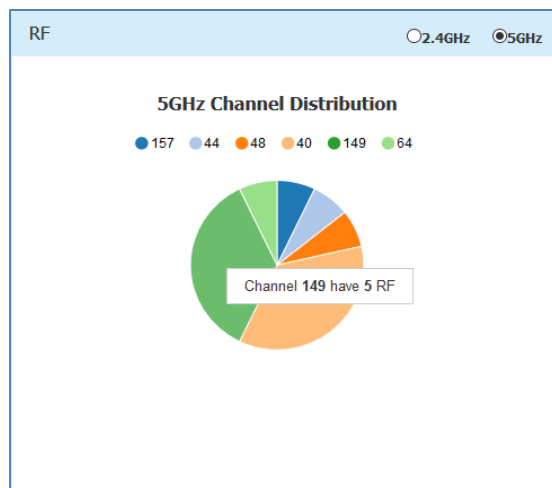 RF
2.4GHz 5GHz
5GHz Channel Distribution
157 44 48 40 149 64
Channel 149 have 5 RF